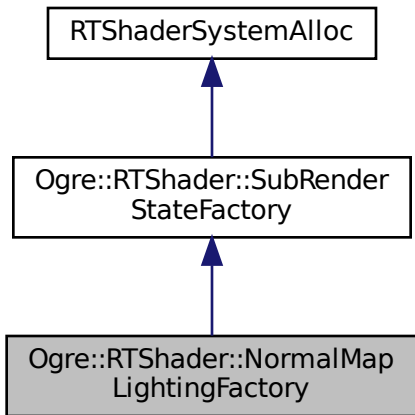 RTShaderSystemAlloc
Ogre::RTShader::SubRender
StateFactory
Ogre::RTShader::NormalMap
LightingFactory